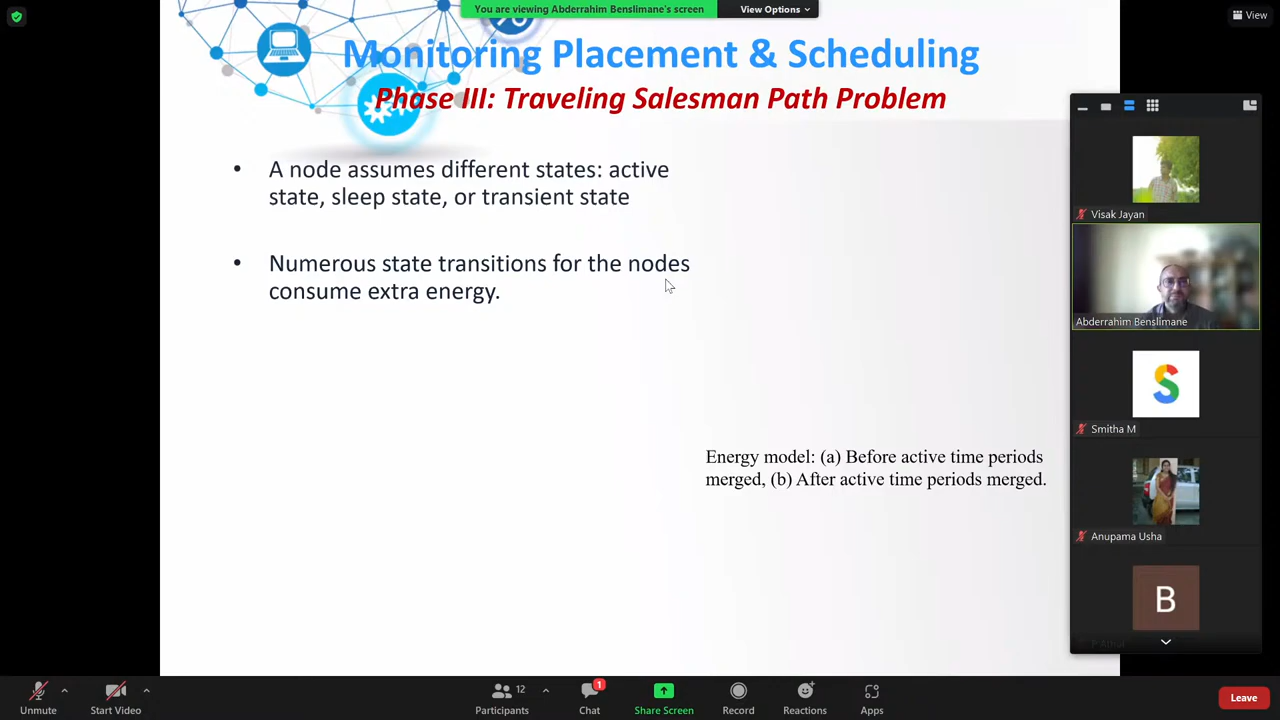 You are viewing Abderrahim Benslimane's screen
View Options
View
Monitoring Placement & Scheduling
Phase III: Traveling Salesman Path Problem
• A node assumes different states: active
state, sleep state, or transient state
• Numerous state transitions for the nodes
consume extra energy.
Energy model: (a) Before active time periods
merged, (b) After active time periods merged.
Visak Jayan
Abderrahim Benslimane
S
Smitha M
Anupama Usha
B
Unmute
Start Video
12
Participants
1
Chat
Share Screen
Record
Reactions
Apps
Leave